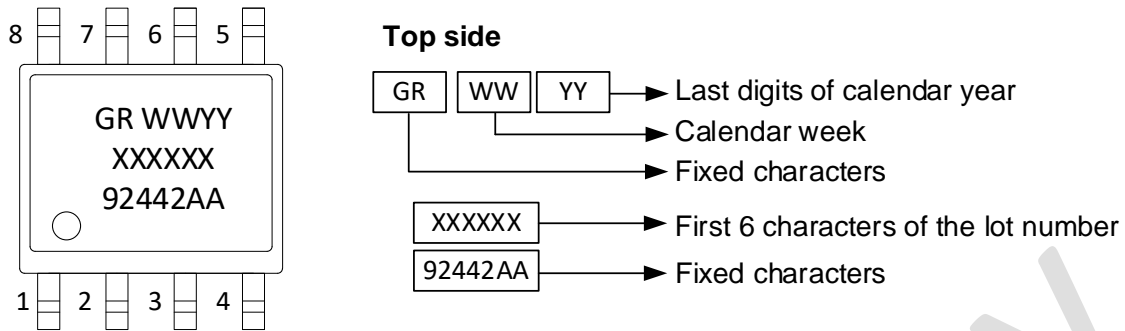 8 7 6 5
GR WWYY
XXXXXX
92442AA
1 2 3 4
Top side
GR WW YY Last digits of calendar year
Calendar week
Fixed characters
XXXXXX First 6 characters of the lot number
92442AA Fixed characters